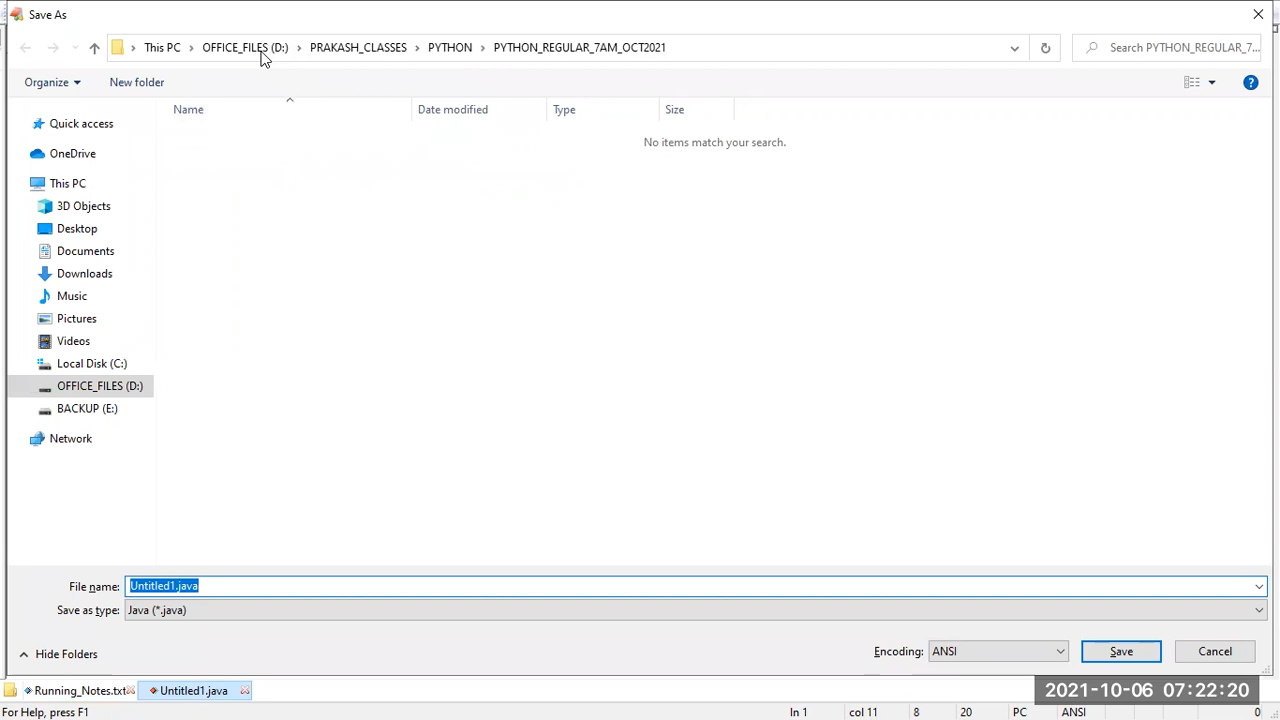 Save As
This PC > OFFICE_FILES (D:) > PRAKASH_CLASSES > PYTHON > PYTHON_REGULAR_7AM_OCT2021
Search PYTHON_REGULAR_7...
Organize
New folder
Name
Date modified
Type
Size
No items match your search.
Quick access
OneDrive
This PC
3D Objects
Desktop
Documents
Downloads
Music
Pictures
Videos
Local Disk (C:)
OFFICE_FILES (D:)
BACKUP (E:)
Network
File name: Untitled1.java
Save as type: Java (*.java)
Hide Folders
Encoding: ANSI
Save
Cancel
Running_Notes.txt
Untitled1.java
2021-10-06 07:22:20
For Help, press F1
ln 1
col 11
8
20
PC
ANSI
0